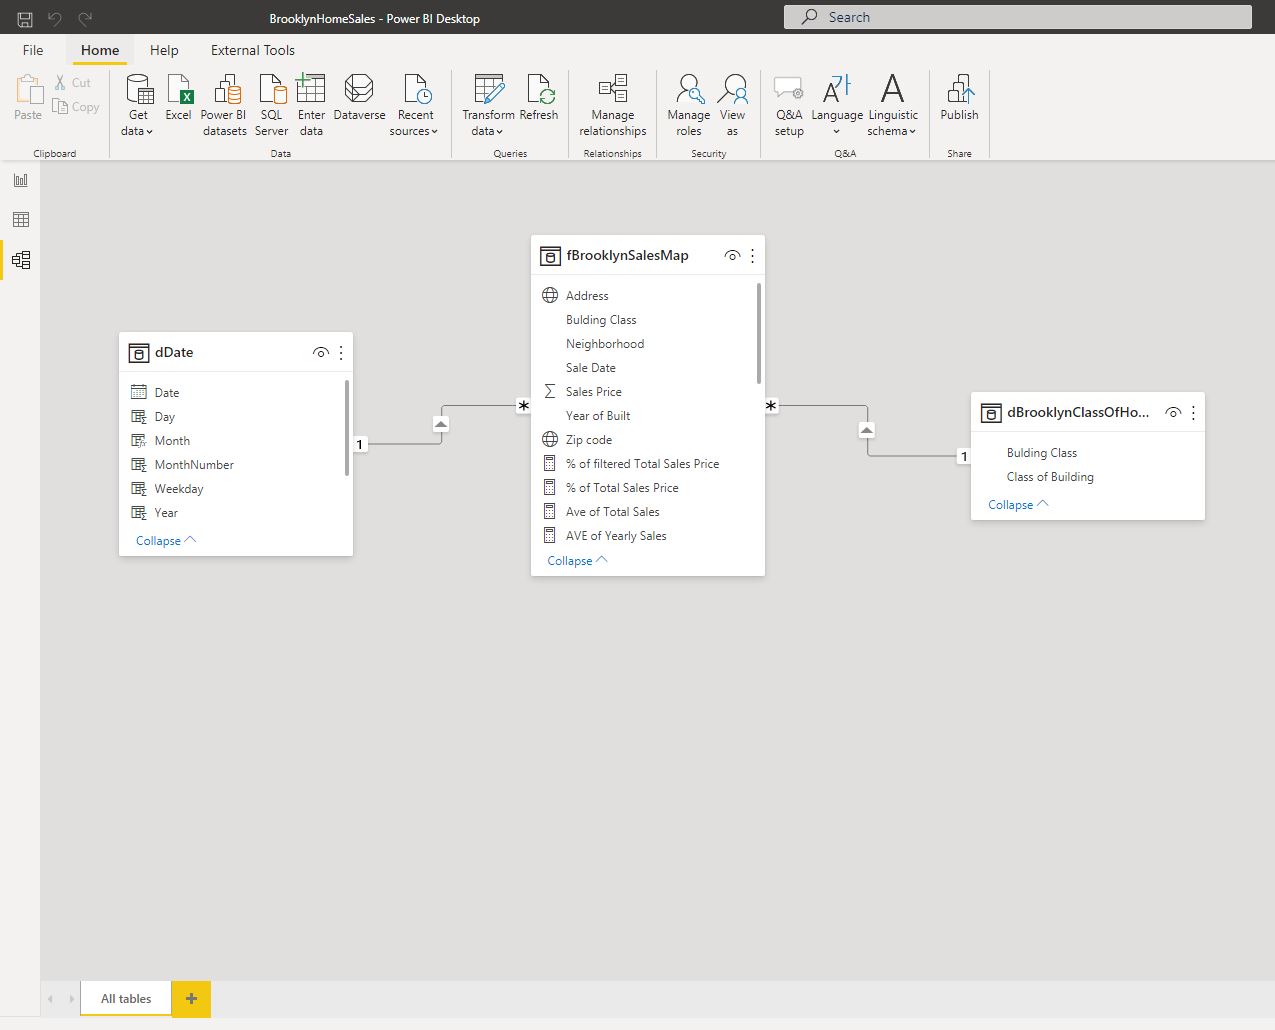 BrooklynHomeSales - Power BI Desktop
Search
File Home Help External Tools
Paste
Cut
Copy
Clipboard
Get data
Excel
Power BI datasets
SQL Server
Enter data
Dataverse
Recent sources
Data
Transform data
Refresh
Queries
Manage relationships
Relationships
Manage roles
View as
Security
Q&A setup
Language
Linguistic schema
Q&A
Publish
Share
dDate
Date
Day
Month
MonthNumber
Weekday
Year
Collapse
1
*
fBrooklynSalesMap
Address
Bulding Class
Neighborhood
Sale Date
Sales Price
Year of Built
Zip code
% of filtered Total Sales Price
% of Total Sales Price
Ave of Total Sales
AVE of Yearly Sales
Collapse
*
1
dBrooklynClassOfHo...
Bulding Class
Class of Building
Collapse
All tables
+